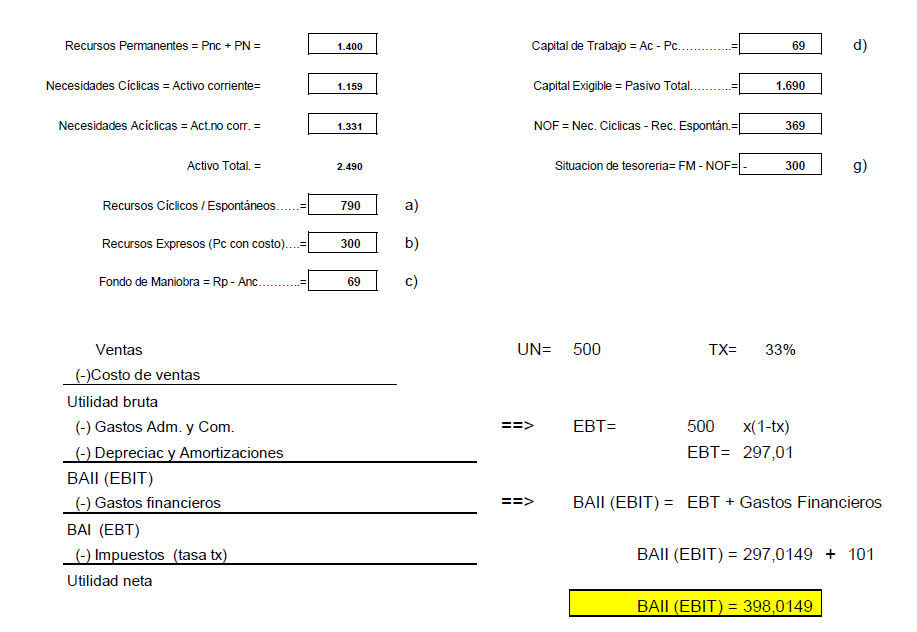 Recursos Permanentes = Pnc + PN = 1.400 Capital de Trabajo = Ac - Pc.............= 69 d)
Necesidades Cíclicas = Activo corriente= 1.159 Capital Exigible = Pasivo Total..........= 1.690
Necesidades Acíclicas = Act.no corr. = 1.331 NOF = Nec. Ciclicas - Rec. Espontán.= 369
Activo Total. = 2.490 Situacion de tesoreria= FM - NOF= - 300 g)
Recursos Cíclicos / Espontáneos......= 790 a)
Recursos Expresos (Pc con costo)....= 300 b)
Fondo de Maniobra = Rp - Anc...........= 69 c)
Ventas UN= 500 TX= 33%
(-)Costo de ventas
Utilidad bruta
(-) Gastos Adm. y Com. ==> EBT= 500 x(1-tx)
(-) Depreciac y Amortizaciones EBT= 297,01
BAII (EBIT)
(-) Gastos financieros ==> BAII (EBIT) = EBT + Gastos Financieros
BAI (EBT)
(-) Impuestos (tasa tx) BAII (EBIT) = 297,0149 + 101
Utilidad neta
BAII (EBIT) = 398,0149